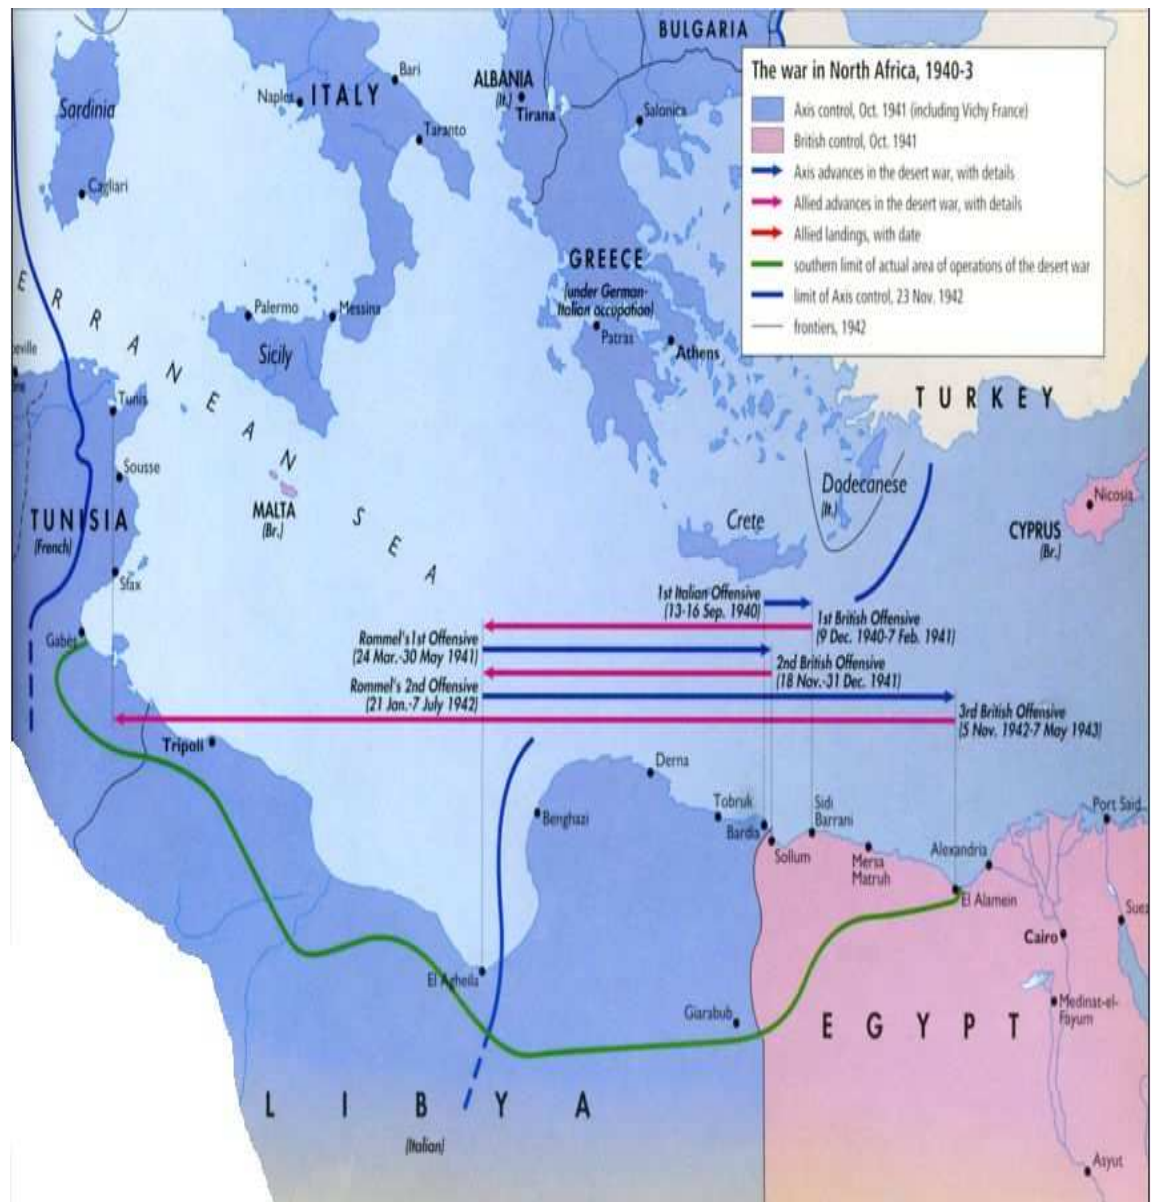 BULGARIA
The war in North Africa, 1940-3
Axis control, Oct. 1941 (including Vichy France)
British control, Oct. 1941
Axis advances in the desert war, with details
Allied advances in the desert war, with details
Allied landings, with date
southern limit of actual area of operations of the desert war
limit of Axis control, 23 Nov. 1942
frontiers, 1942
Sardinia
Cagliari
Naples
ITALY
Bari
Taranto
ALBANIA
(It.)
Tirana
Salonica
GREECE
(under German-
Italian occupation)
Patras
Athens
TURKEY
Palermo
Messina
Sicily
ERRANEAN SEA
eville
Tunis
Sousse
TUNISIA
(French)
Sfax
Gabès
MALTA
(Br.)
Crete
Dodecanese
(It.)
Nicosia
CYPRUS
(Br.)
1st Italian Offensive
(13-16 Sep. 1940)
1st British Offensive
(9 Dec. 1940-7 Feb. 1941)
Rommel's 1st Offensive
(24 Mar.-30 May 1941)
2nd British Offensive
(18 Nov.-31 Dec. 1941)
Rommel's 2nd Offensive
(21 Jan.-7 July 1942)
3rd British Offensive
(5 Nov. 1942-7 May 1943)
Tripoli
Derna
Benghazi
Tobruk
Bardia
Sollum
Sidi
Barrani
Mersa
Matruh
Alexandria
El Alamein
Port Said
Suez
Cairo
El Agheila
Giarabub
Medinat-el-
Fayum
EGYPT
LIBYA
(Italian)
Asyut